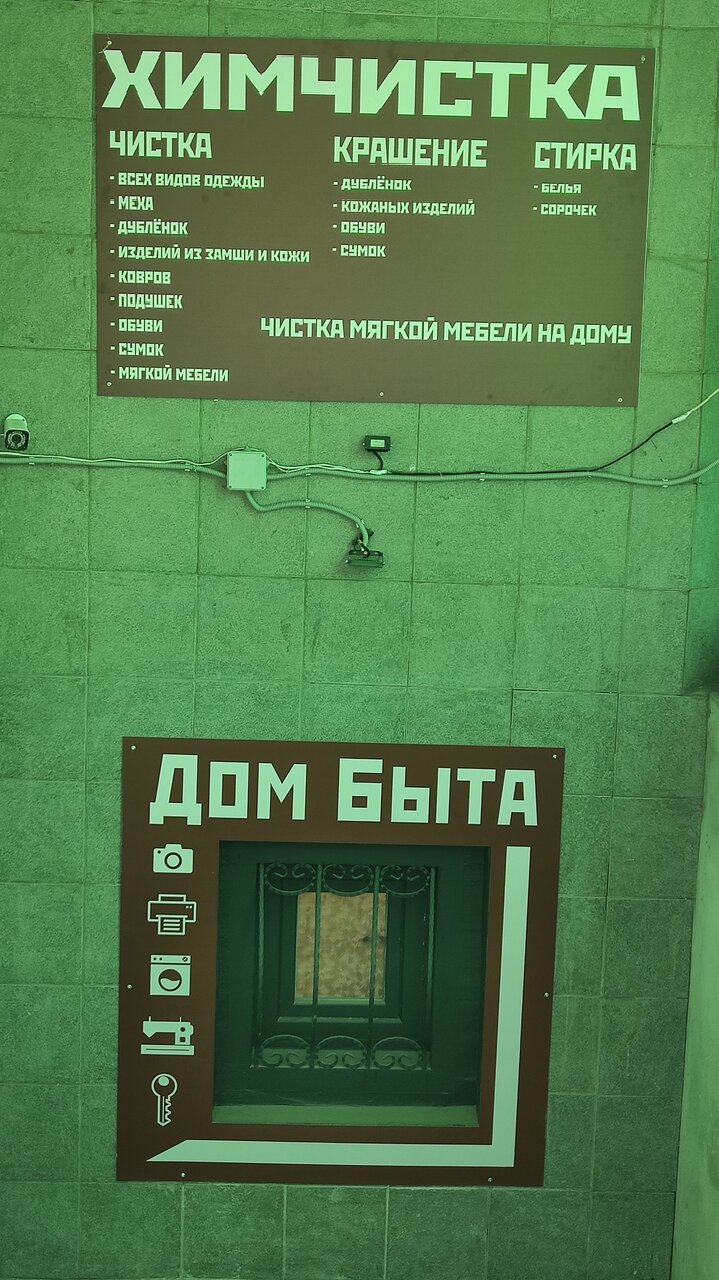 ХИМЧИСТКА
ЧИСТКА
- ВСЕХ ВИДОВ ОДЕЖДЫ
- МЕХА
- ДУБЛЁНОК
- ИЗДЕЛИЙ ИЗ ЗАМШИ И КОЖИ
- КОВРОВ
- ПОДУШЕК
- ОБУВИ
- СУМОК
- МЯГКОЙ МЕБЕЛИ
КРАШЕНИЕ
- ДУБЛЁНОК
- КОЖАНЫХ ИЗДЕЛИЙ
- ОБУВИ
- СУМОК
СТИРКА
- БЕЛЬЯ
- СОРОЧЕК
ЧИСТКА МЯГКОЙ МЕБЕЛИ НА ДОМУ
ДОМ БЫТА